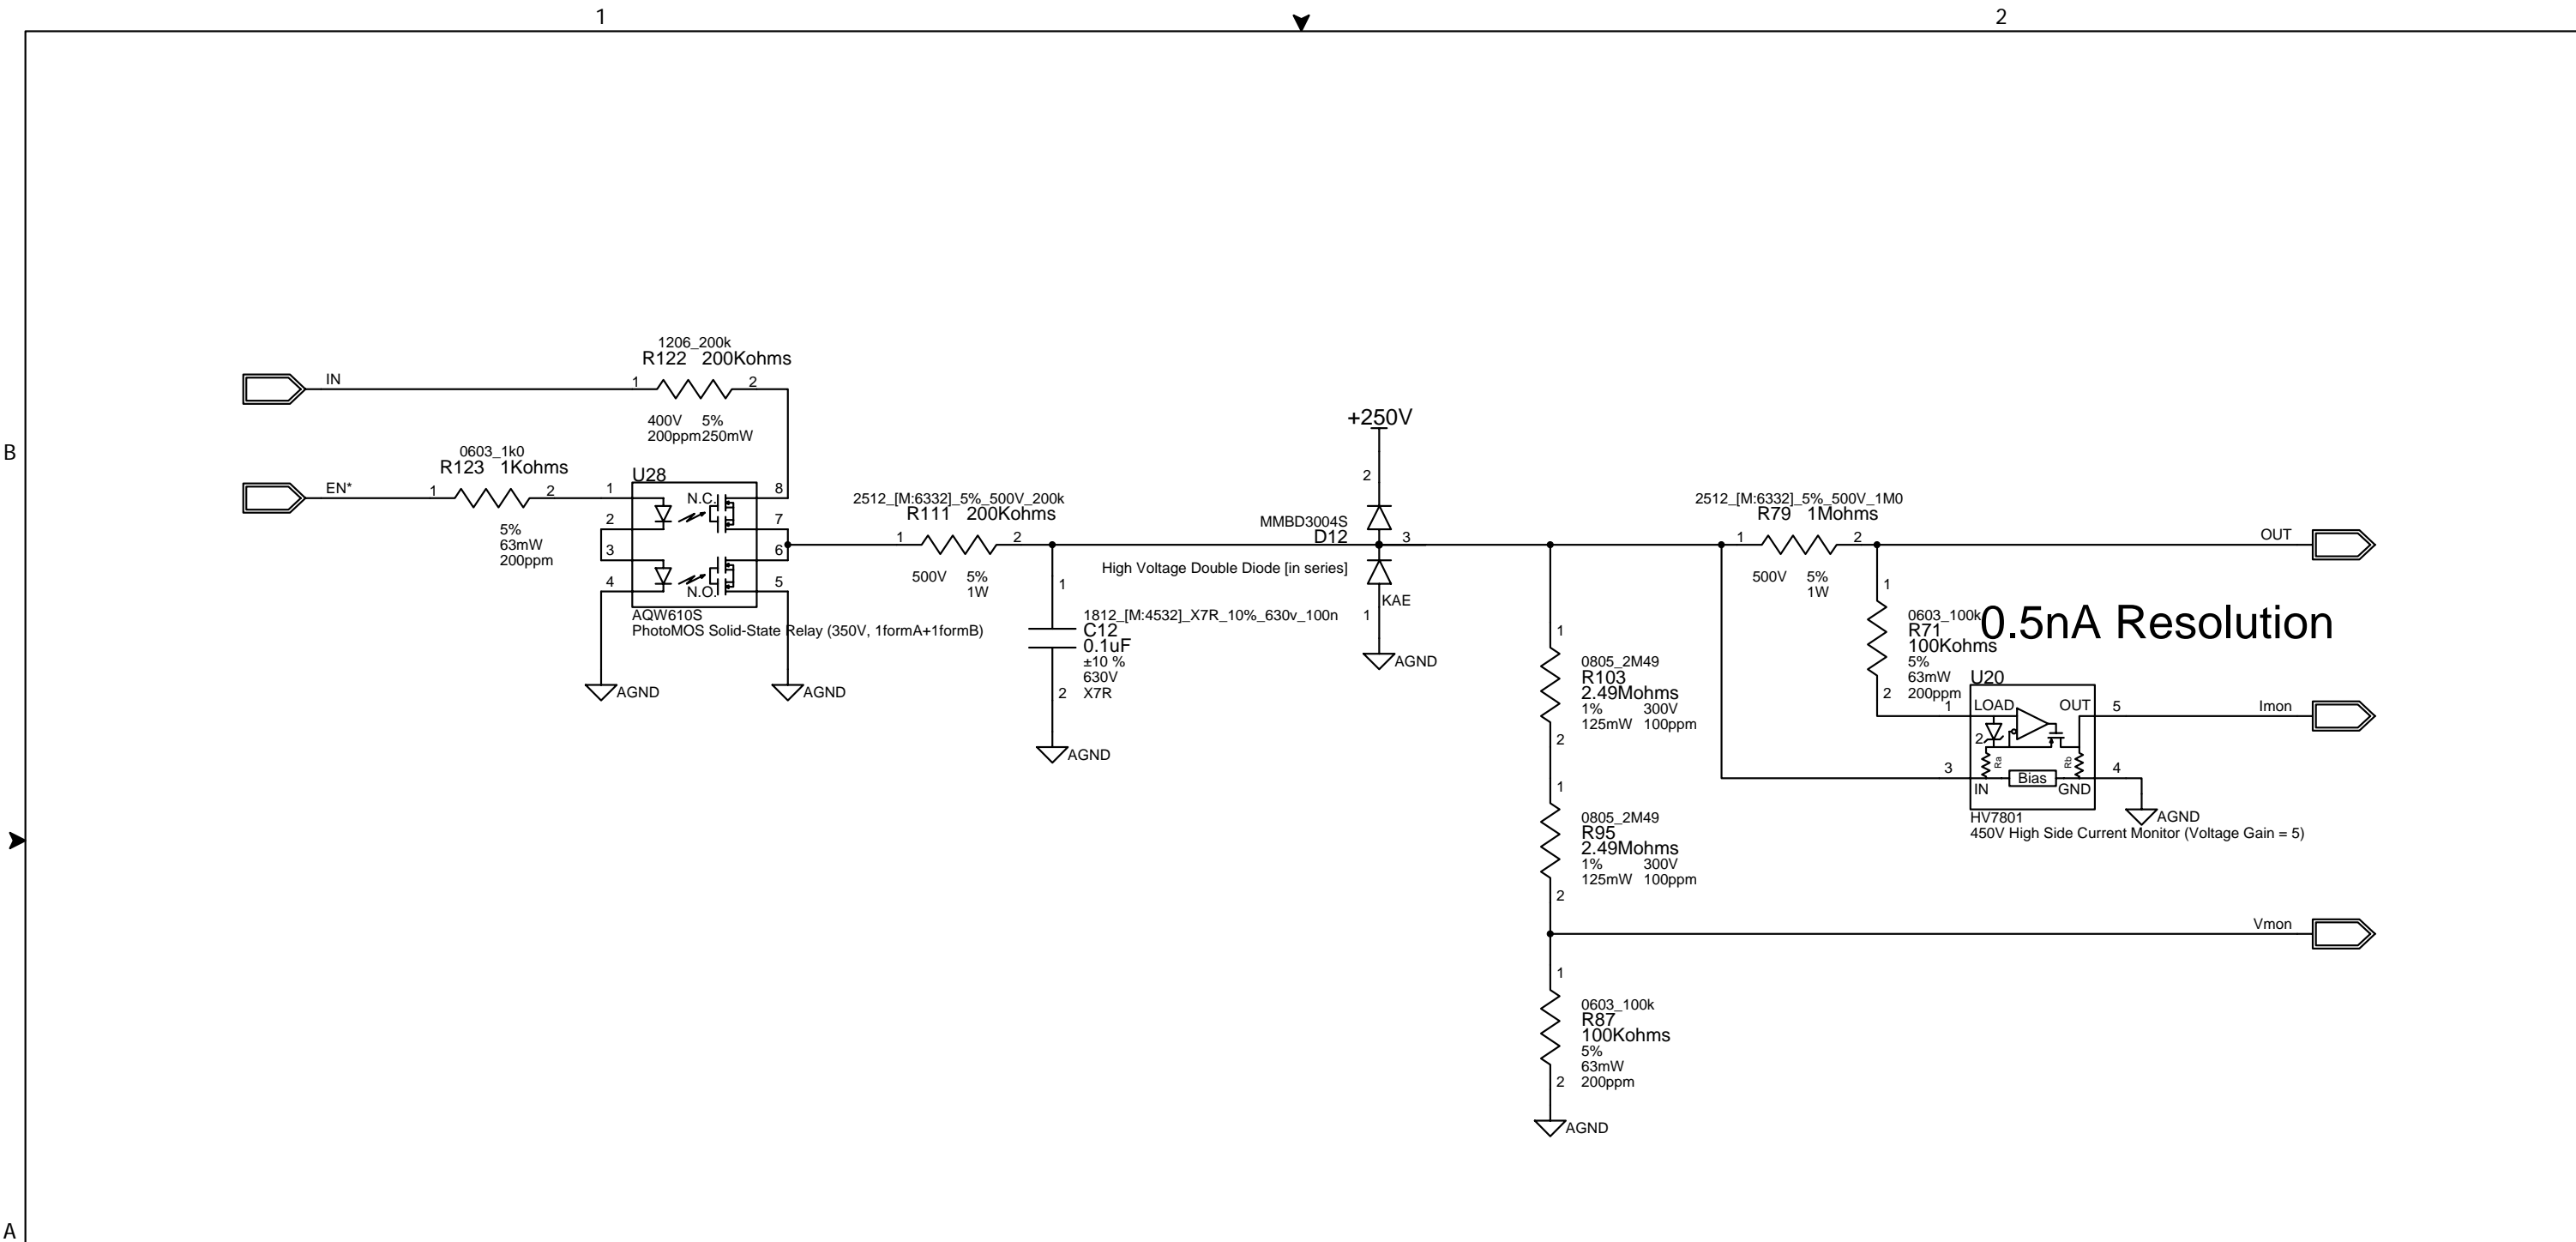 1
2
B
A
IN
1206_200k
R122 200Kohms
1
2
400V 5%
200ppm 250mW
EN*
0603_1k0
R123 1Kohms
1
2
5%
63mW
200ppm
U28
1
2
3
4
N.C.
N.O.
8
7
6
5
AQW610S
PhotoMOS Solid-State Relay (350V, 1formA+1formB)
AGND
AGND
2512_[M:6332]_5%_500V_200k
R111 200Kohms
1
2
500V 5%
1W
1
1812_[M:4532]_X7R_10%_630v_100n
C12
0.1uF
±10 %
630V
2 X7R
AGND
+250V
2
MMBD3004S
D12
3
High Voltage Double Diode [in series]
KAE
1
AGND
1
0805_2M49
R103
2.49Mohms
1% 300V
125mW 100ppm
2
1
0805_2M49
R95
2.49Mohms
1% 300V
125mW 100ppm
2
1
0603_100k
R87
100Kohms
5%
63mW
2 200ppm
AGND
2512_[M:6332]_5%_500V_1M0
R79 1Mohms
1
2
500V 5%
1W
OUT
1
0603_100k
R71
100Kohms
5%
63mW
2 200ppm
0.5nA Resolution
U20
1
LOAD OUT
5
2
Ra
Rb
3
Bias
4
IN GND
HV7801
450V High Side Current Monitor (Voltage Gain = 5)
AGND
Imon
Vmon